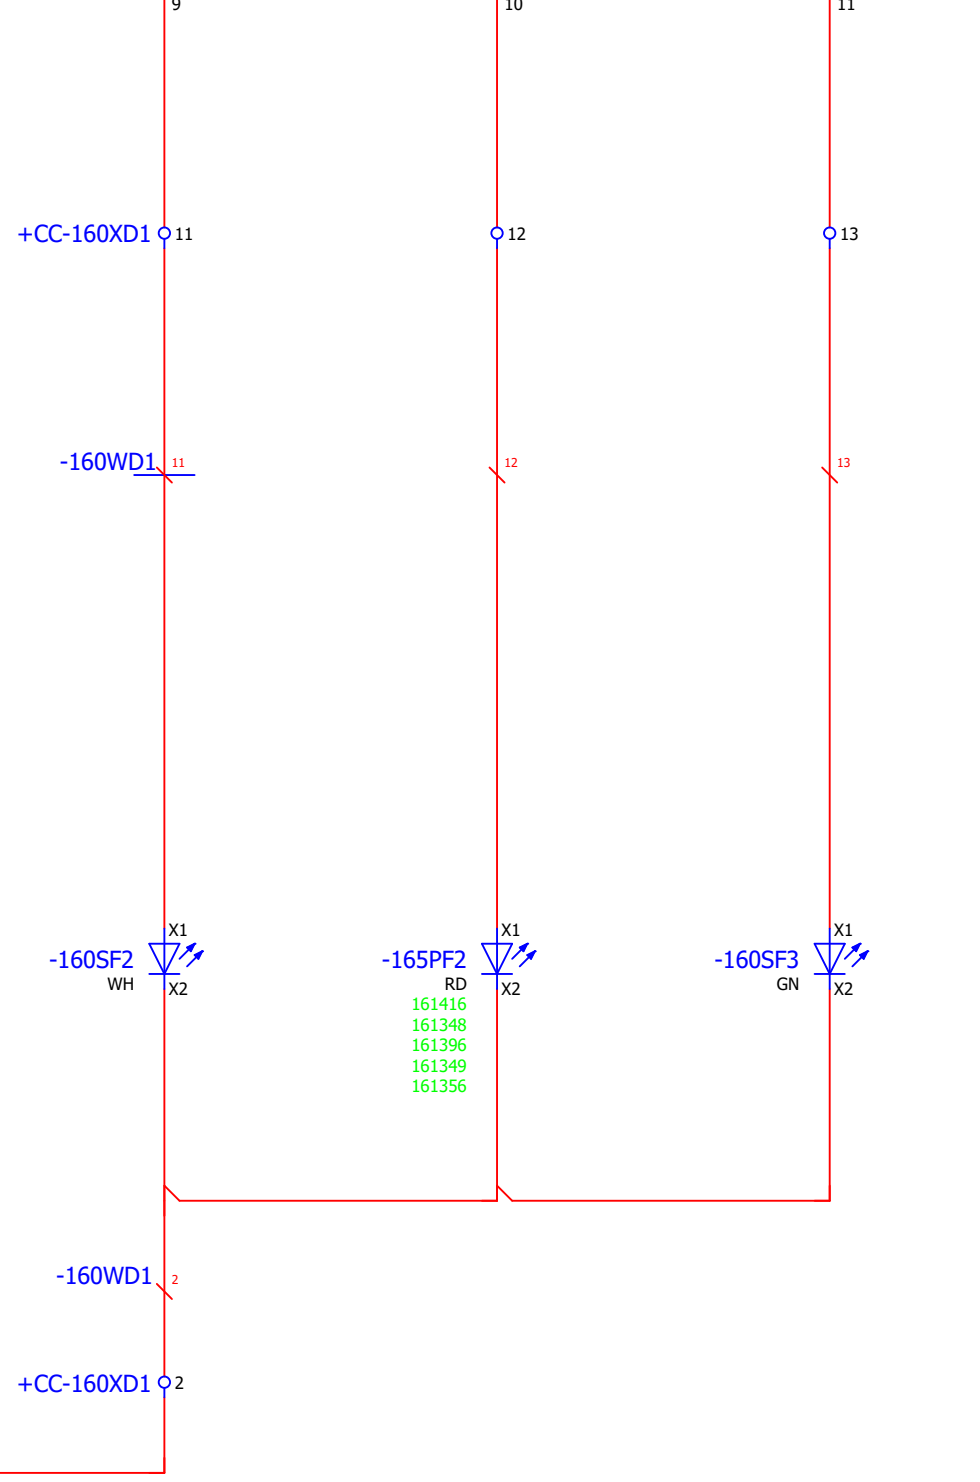 9 10 11
+CC-160XD1 11 12 13
-160WD1 11 12 13
X1 X1 X1
-160SF2 -165PF2 -160SF3
WH X2 RD X2 GN X2
161416
161348
161396
161349
161356
-160WD1 2
+CC-160XD1 2